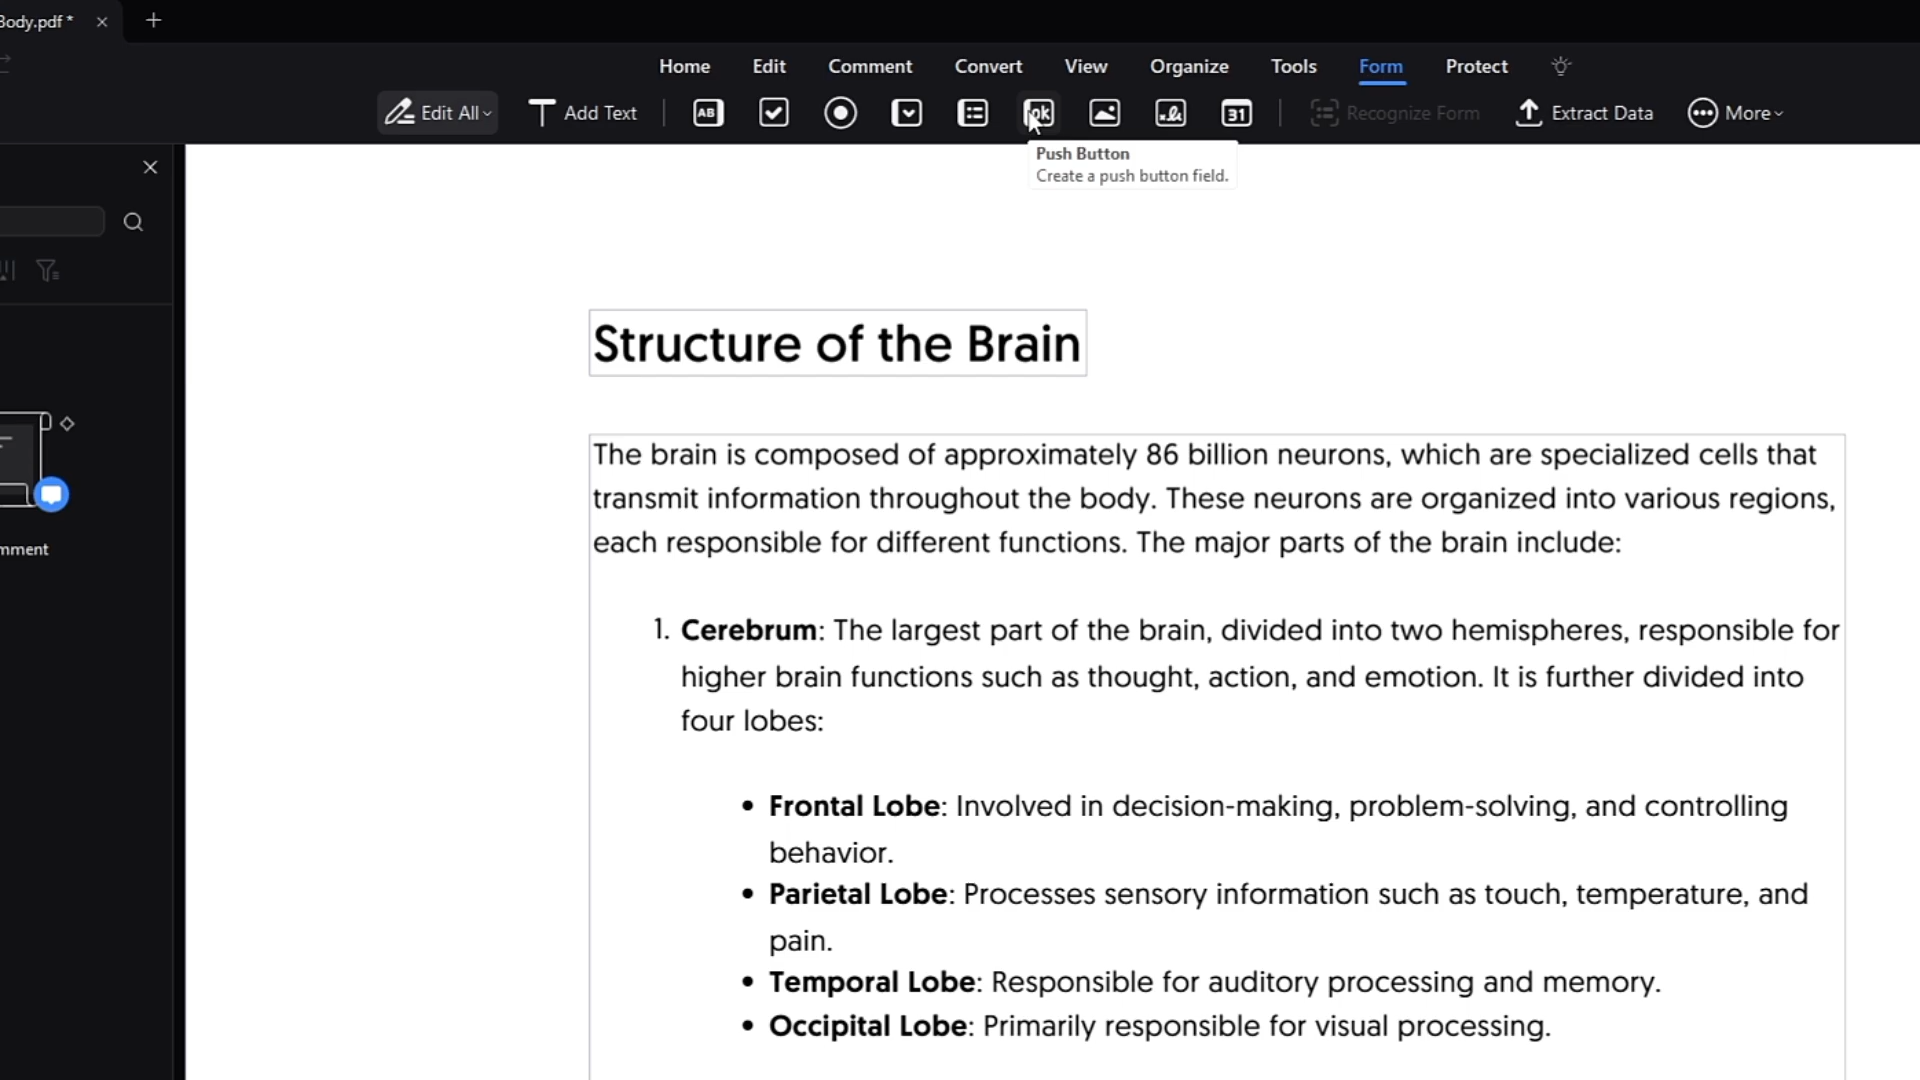 Body.pdf *
Home Edit Comment Convert View Organize Tools Form Protect
Edit All Add Text AB ok 31 Recognize Form Extract Data More
Push Button
Create a push button field.
Structure of the Brain
The brain is composed of approximately 86 billion neurons, which are specialized cells that
transmit information throughout the body. These neurons are organized into various regions,
each responsible for different functions. The major parts of the brain include:
1. Cerebrum: The largest part of the brain, divided into two hemispheres, responsible for
higher brain functions such as thought, action, and emotion. It is further divided into
four lobes:
mment
• Frontal Lobe: Involved in decision-making, problem-solving, and controlling
behavior.
• Parietal Lobe: Processes sensory information such as touch, temperature, and
pain.
• Temporal Lobe: Responsible for auditory processing and memory.
• Occipital Lobe: Primarily responsible for visual processing.